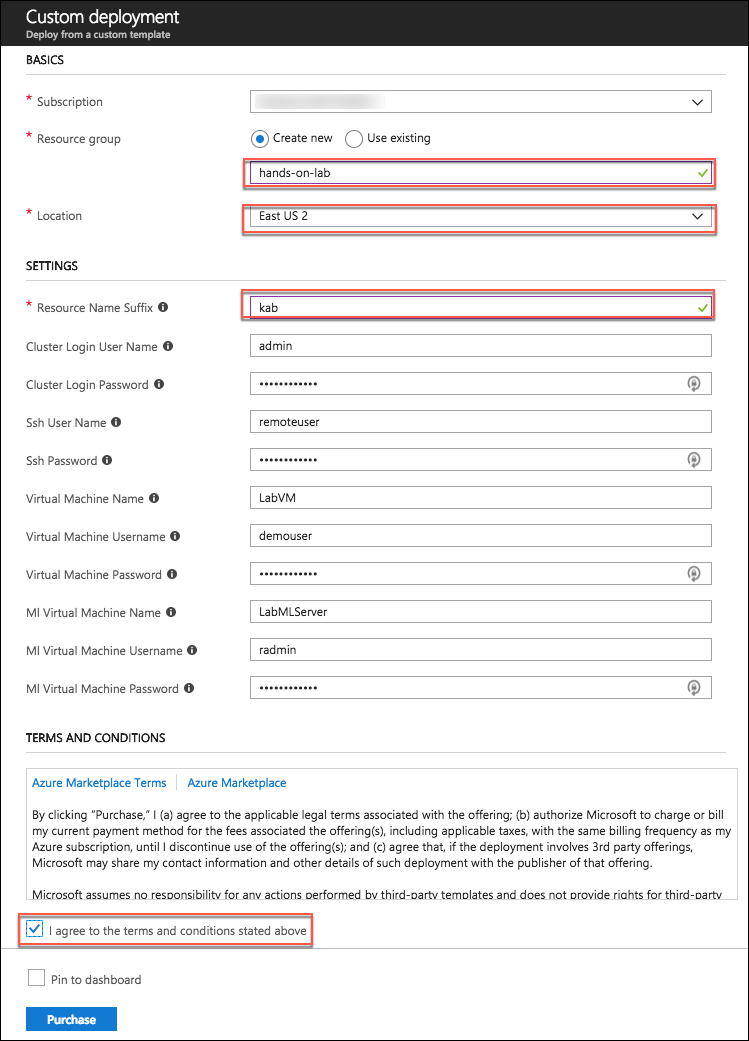 Custom deployment
Deploy from a custom template
BASICS
* Subscription
* Resource group
Create new Use existing
hands-on-lab
* Location
East US 2
SETTINGS
* Resource Name Suffix
kab
Cluster Login User Name
admin
Cluster Login Password
••••••••••••
Ssh User Name
remoteuser
Ssh Password
••••••••••••
Virtual Machine Name
LabVM
Virtual Machine Username
demouser
Virtual Machine Password
••••••••••••
Ml Virtual Machine Name
LabMLServer
Ml Virtual Machine Username
radmin
Ml Virtual Machine Password
••••••••••••
TERMS AND CONDITIONS
Azure Marketplace Terms | Azure Marketplace
By clicking "Purchase," I (a) agree to the applicable legal terms associated with the offering; (b) authorize Microsoft to charge or bill
my current payment method for the fees associated the offering(s), including applicable taxes, with the same billing frequency as my
Azure subscription, until I discontinue use of the offering(s); and (c) agree that, if the deployment involves 3rd party offerings,
Microsoft may share my contact information and other details of such deployment with the publisher of that offering.
Microsoft assumes no responsibility for any actions performed by third-party templates and does not provide rights for third-party
I agree to the terms and conditions stated above
Pin to dashboard
Purchase